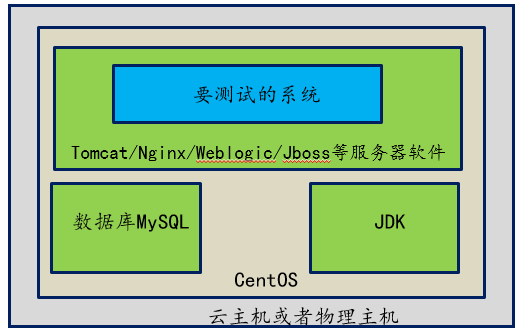 要测试的系统
Tomcat/Nginx/Weblogic/Jboss等服务器软件
数据库MySQL
JDK
CentOS
云主机或者物理主机